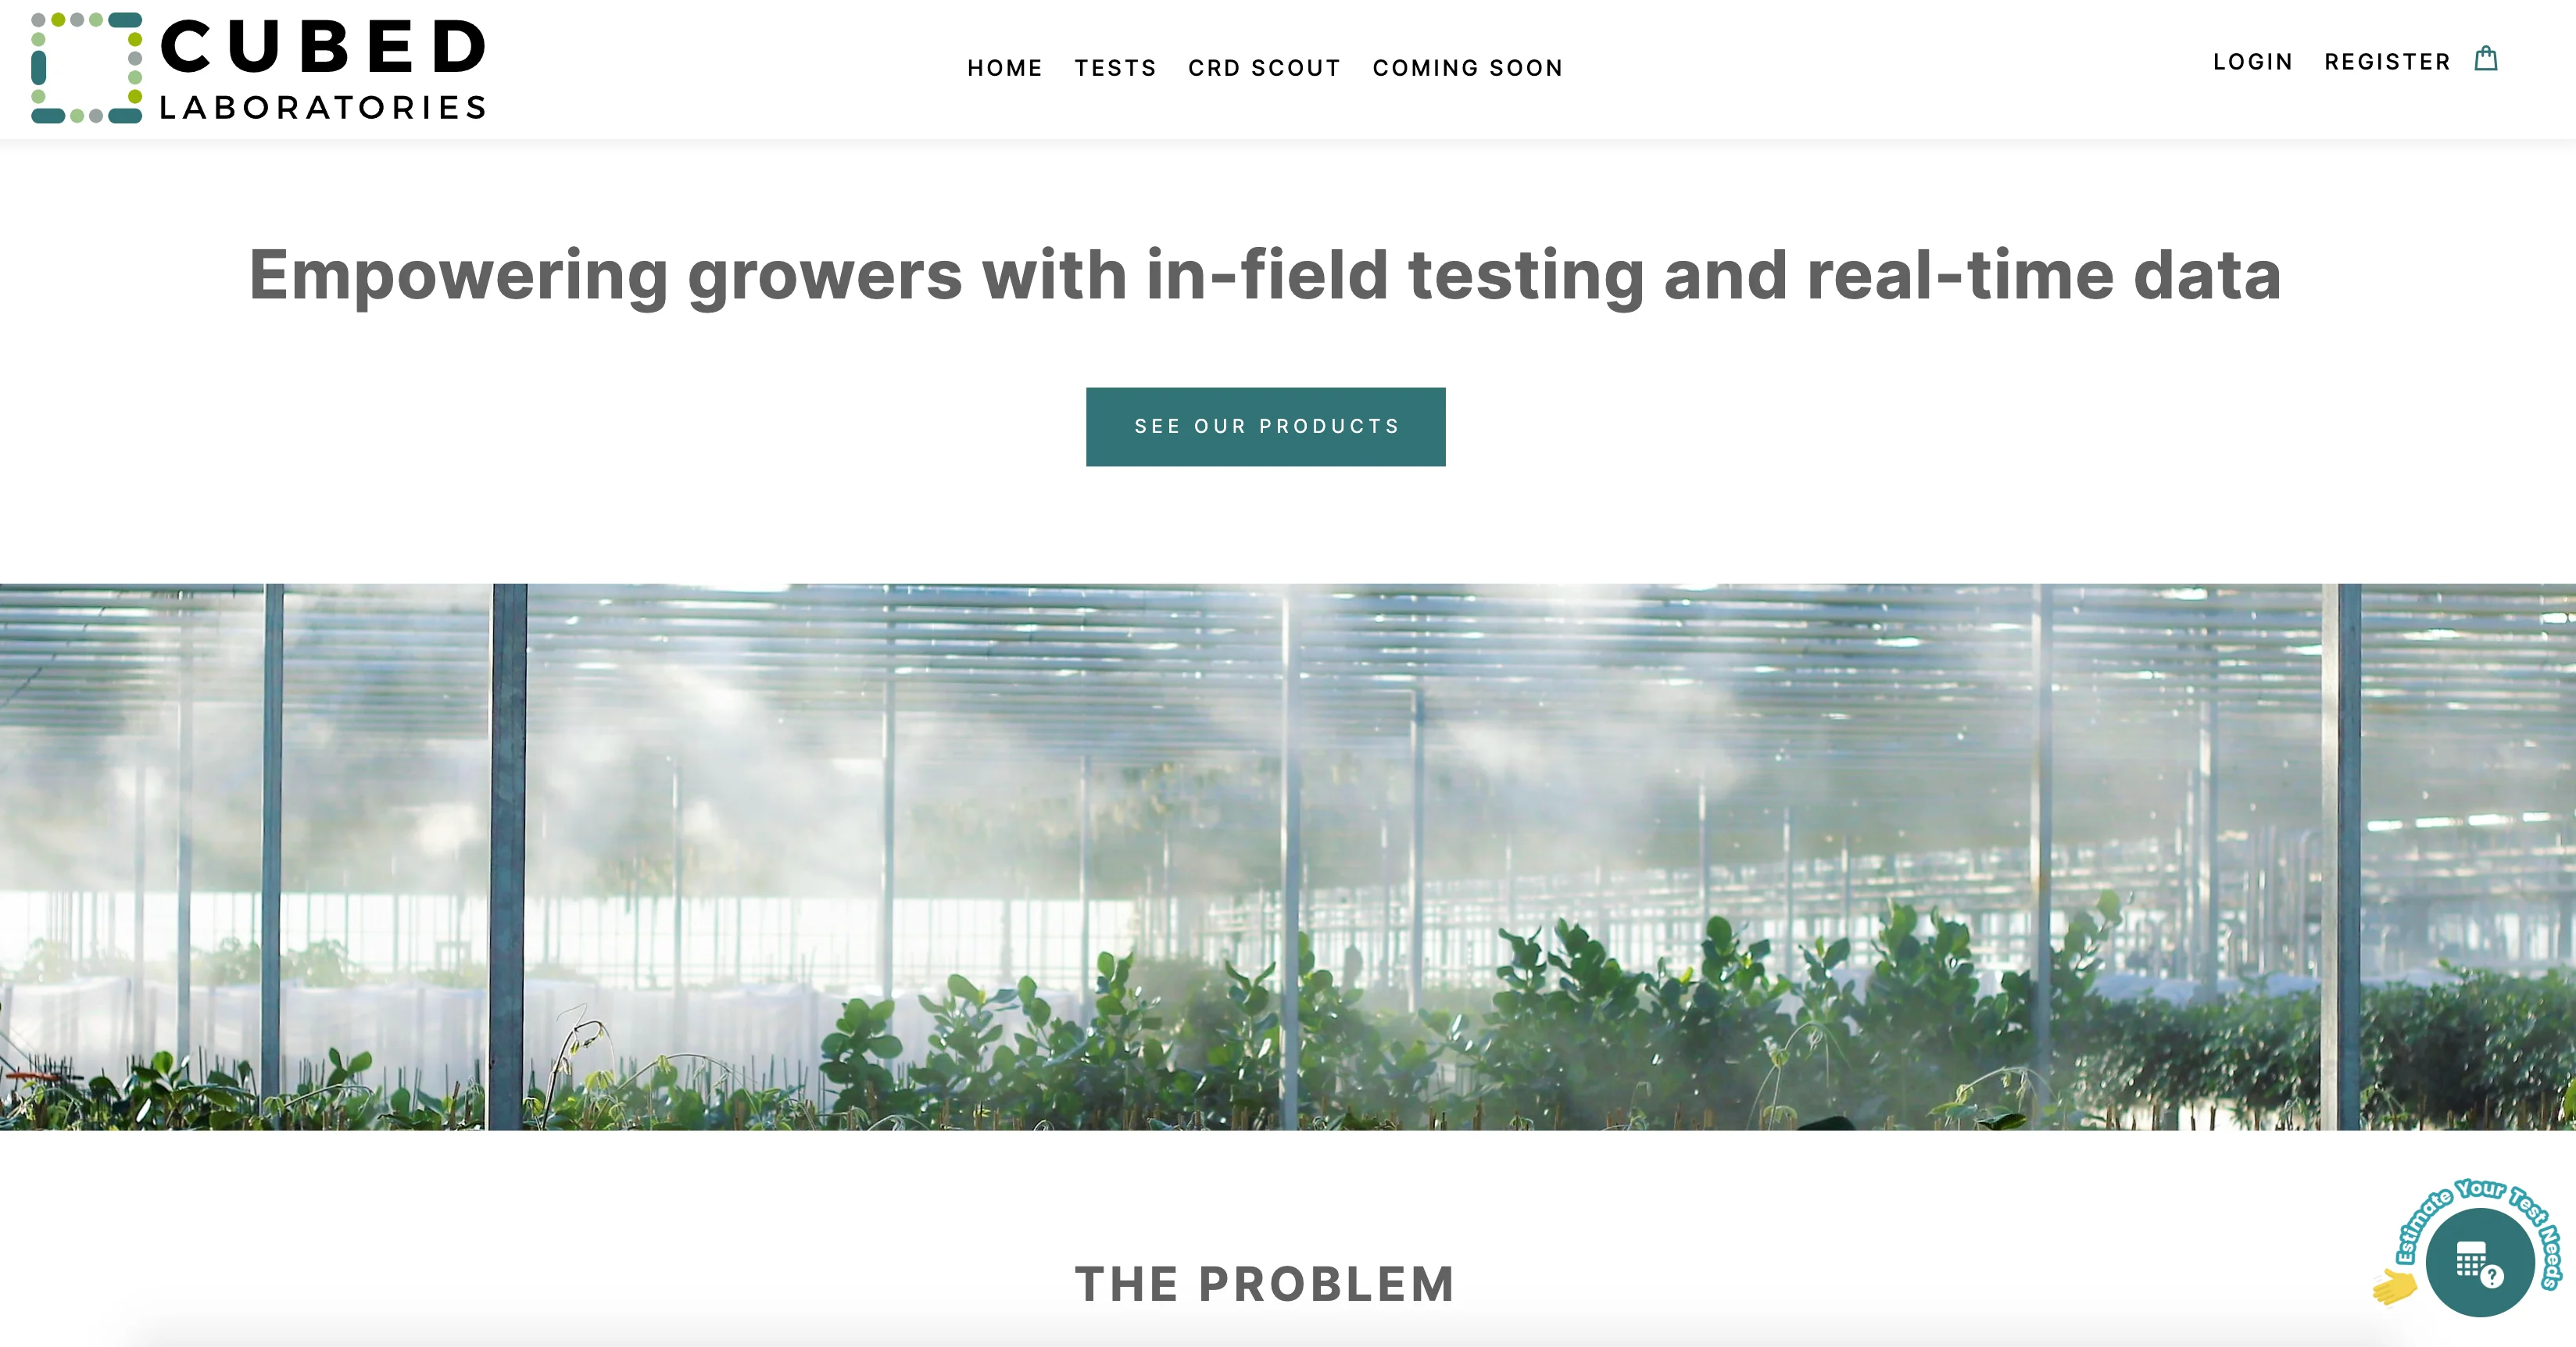 CUBED
LABORATORIES
HOME TESTS CRD SCOUT COMING SOON
LOGIN REGISTER
Empowering growers with in-field testing and real-time data
SEE OUR PRODUCTS
Estimate Your Test Needs
?
THE PROBLEM